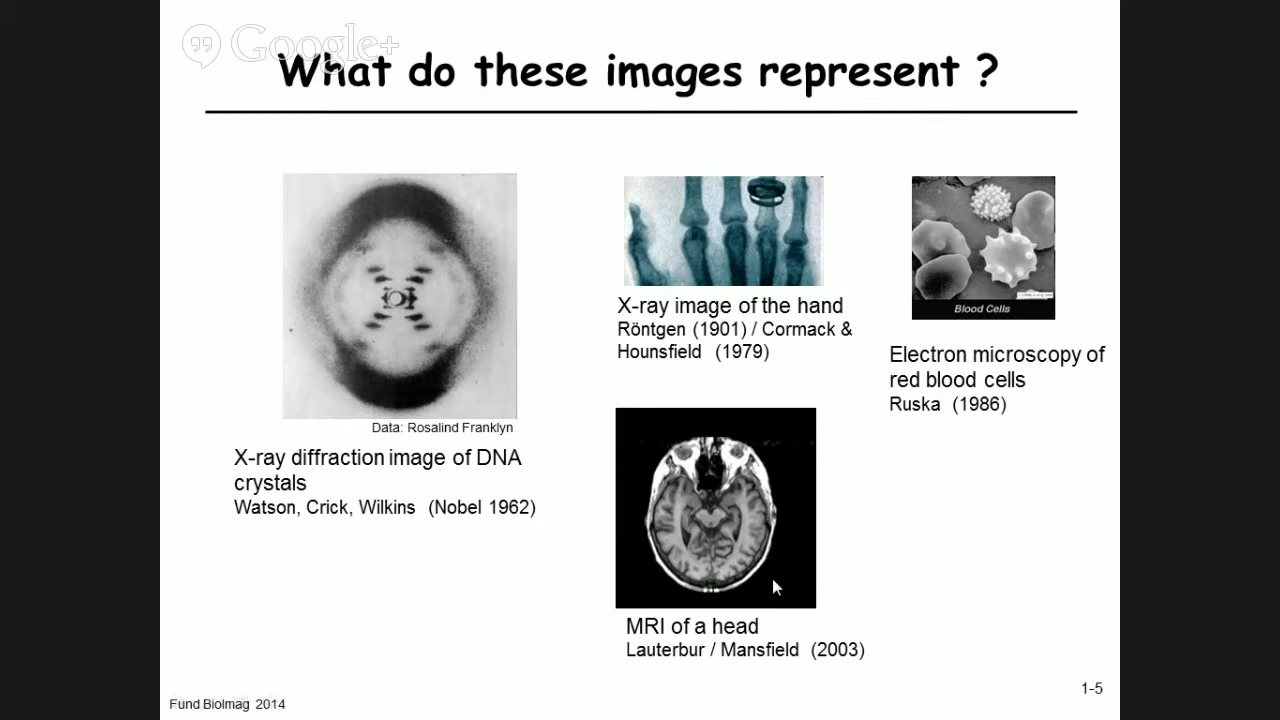 Google+
What do these images represent ?
Data: Rosalind Franklyn
X-ray diffraction image of DNA
crystals
Watson, Crick, Wilkins (Nobel 1962)
X-ray image of the hand
Röntgen (1901) / Cormack &
Hounsfield (1979)
Blood Cells
Electron microscopy of
red blood cells
Ruska (1986)
MRI of a head
Lauterbur / Mansfield (2003)
1-5
Fund BioImag 2014